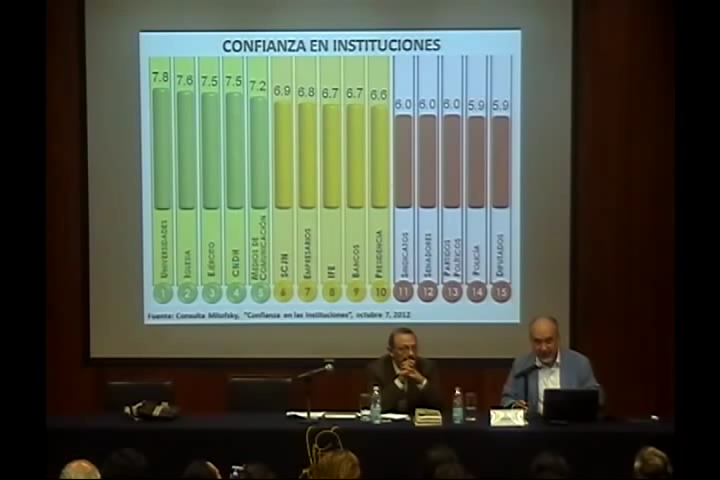 CONFIANZA EN INSTITUCIONES
7.8 7.6 7.5 7.5 7.2 6.9 6.8 6.7 6.7 6.6 6.0 6.0 6.0 5.9 5.9
UNIVERSIDADES
IGLESIA
EJÉRCITO
CNDH
MEDIOS DE
COMUNICACIÓN
SCJN
EMPRESARIOS
IFE
BANCOS
PRESIDENCIA
SINDICATOS
SENADORES
PARTIDOS
POLÍTICOS
POLICÍA
DIPUTADOS
1 2 3 4 5 6 7 8 9 10 11 12 13 14 15
Fuente: Consulta Mitofsky, "Confianza en las Instituciones", octubre 7, 2012